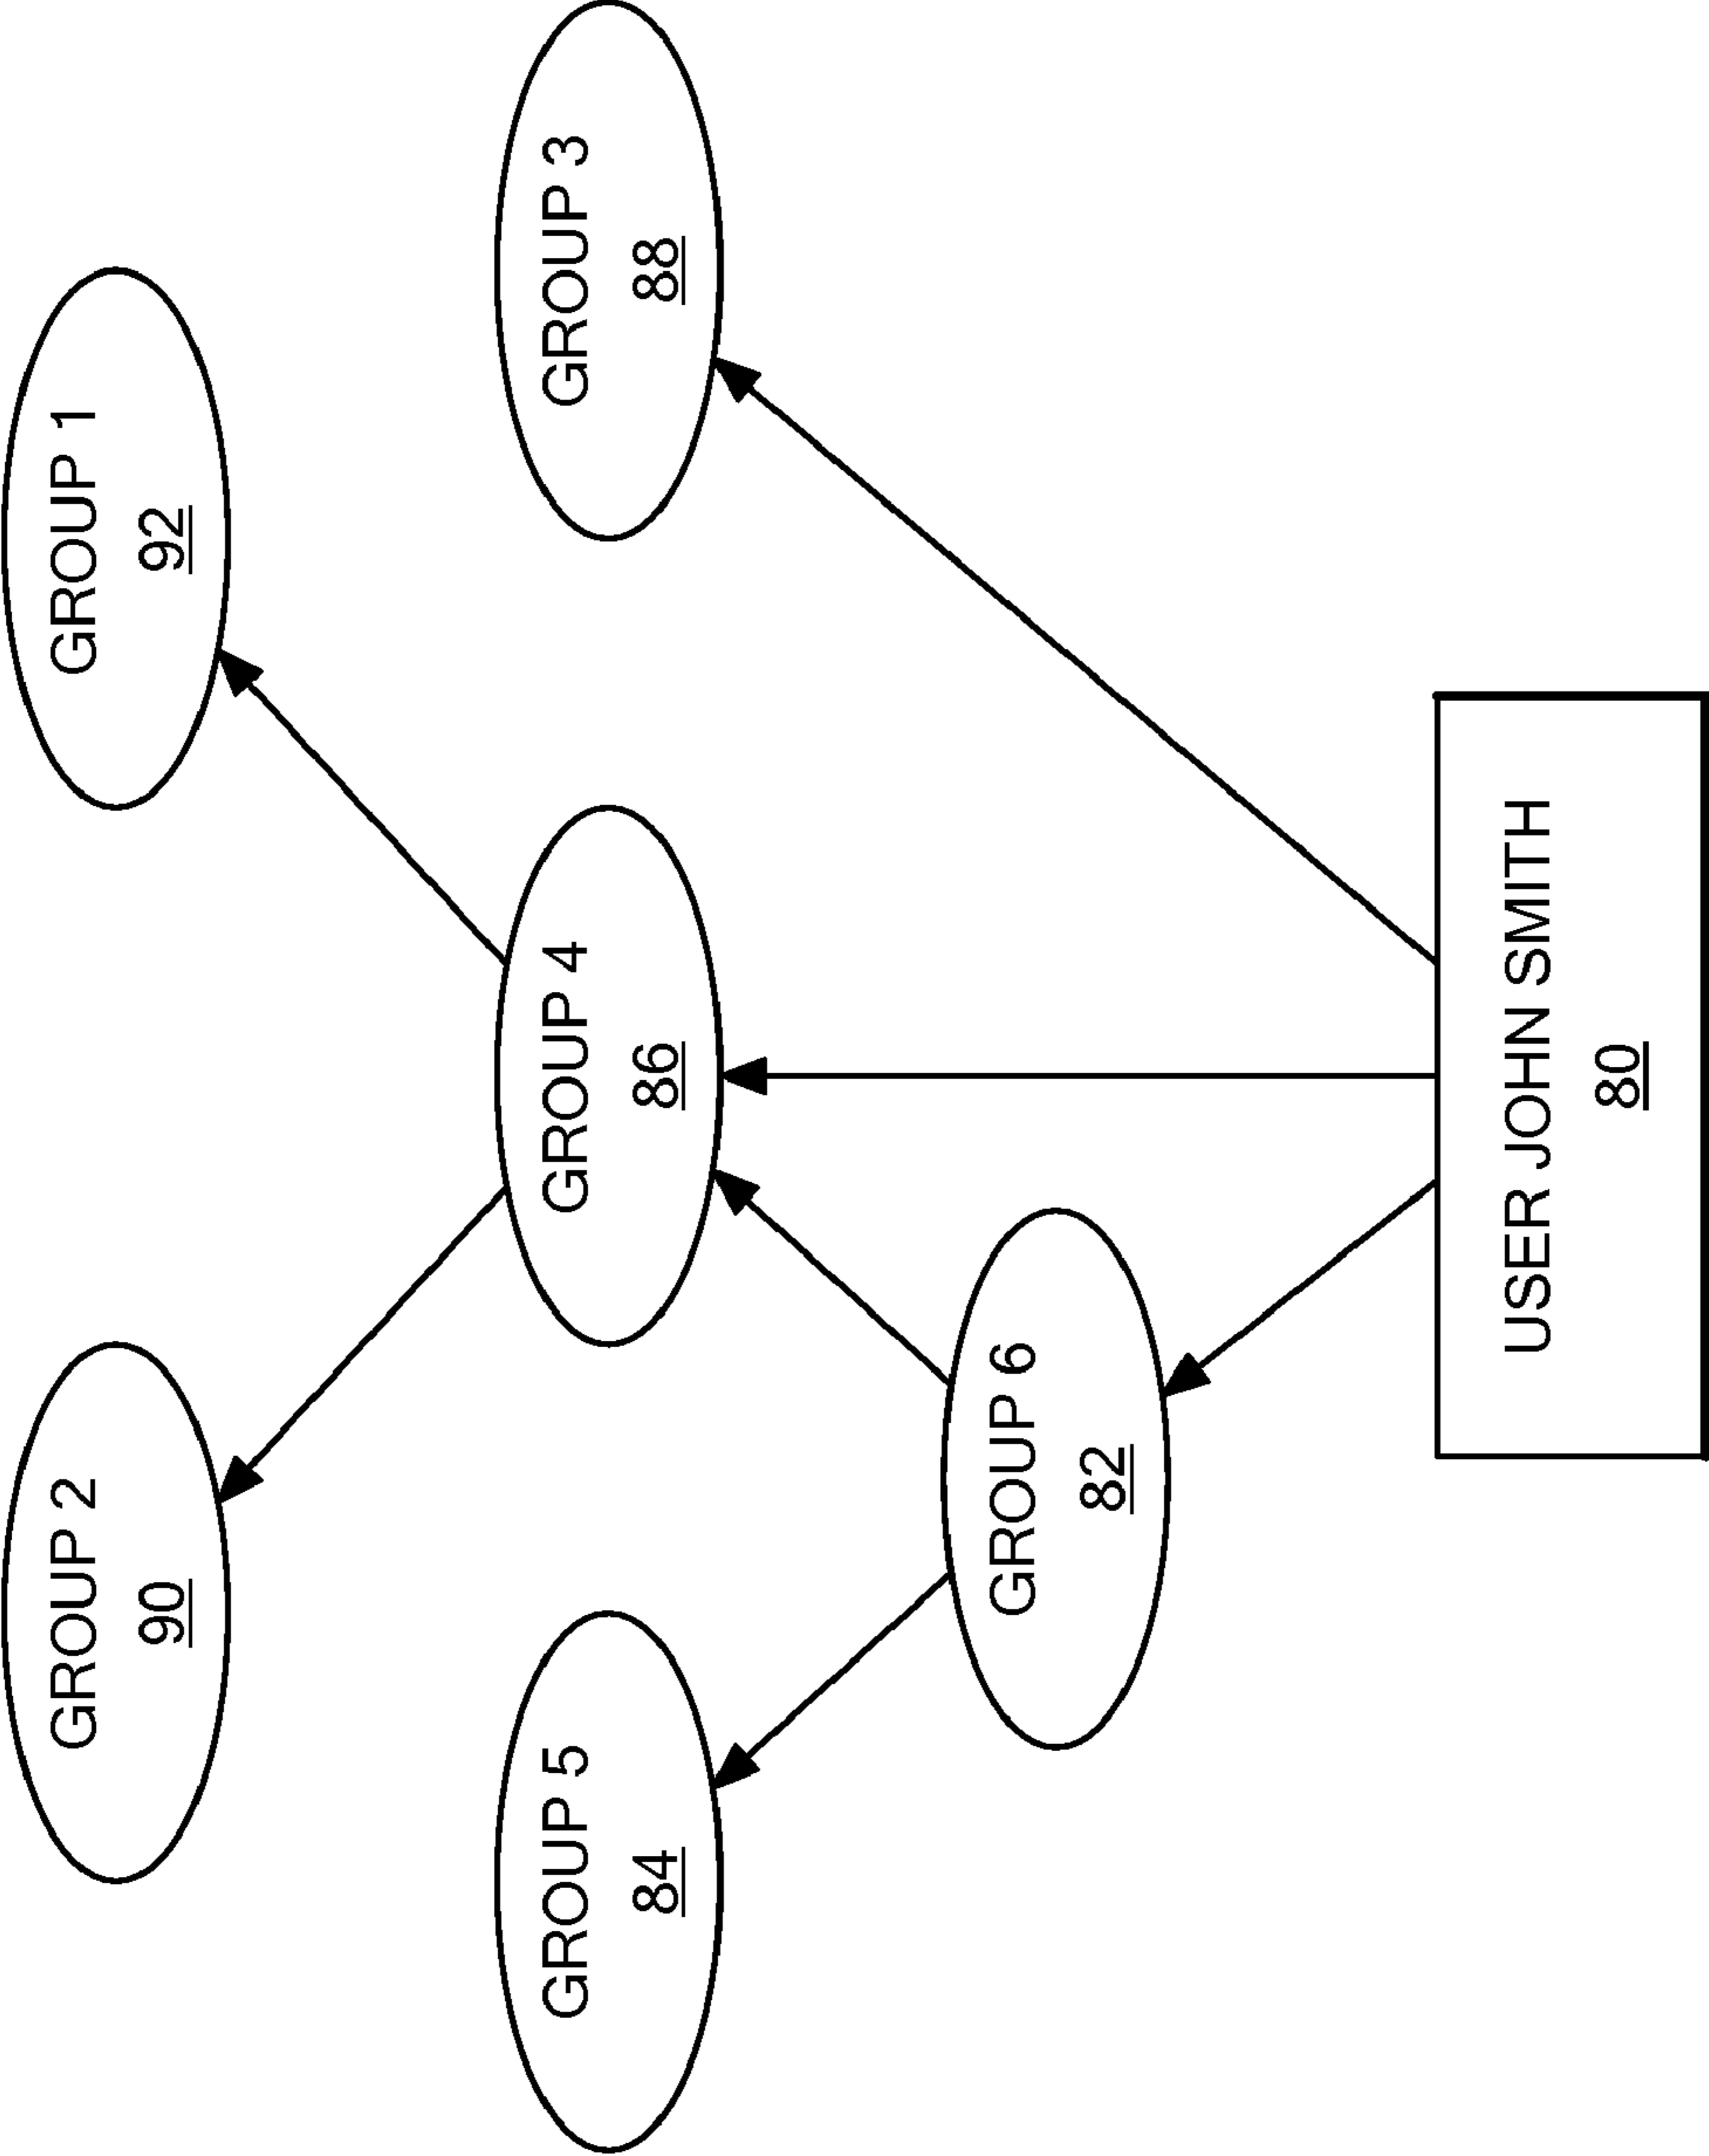 GROUP 2
90
GROUP 1
92
GROUP 5
84
GROUP 4
86
GROUP 3
88
GROUP 6
82
USER JOHN SMITH
80